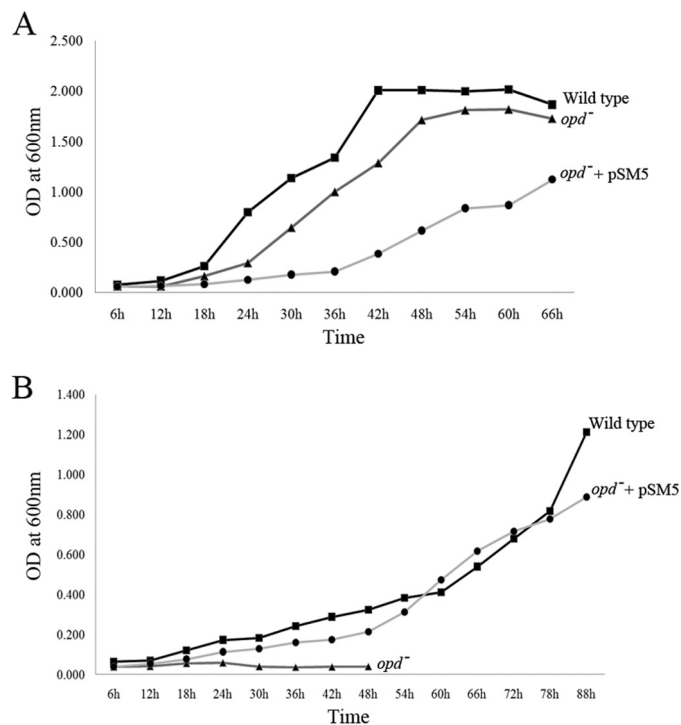 A
2.500
2.000
1.500
1.000
0.500
0.000
OD at 600nm
Wild type
opd⁻
opd⁻ + pSM5
6h 12h 18h 24h 30h 36h 42h 48h 54h 60h 66h
Time
B
1.400
1.200
1.000
0.800
0.600
0.400
0.200
0.000
OD at 600nm
Wild type
opd⁻ + pSM5
opd⁻
6h 12h 18h 24h 30h 36h 42h 48h 54h 60h 66h 72h 78h 88h
Time